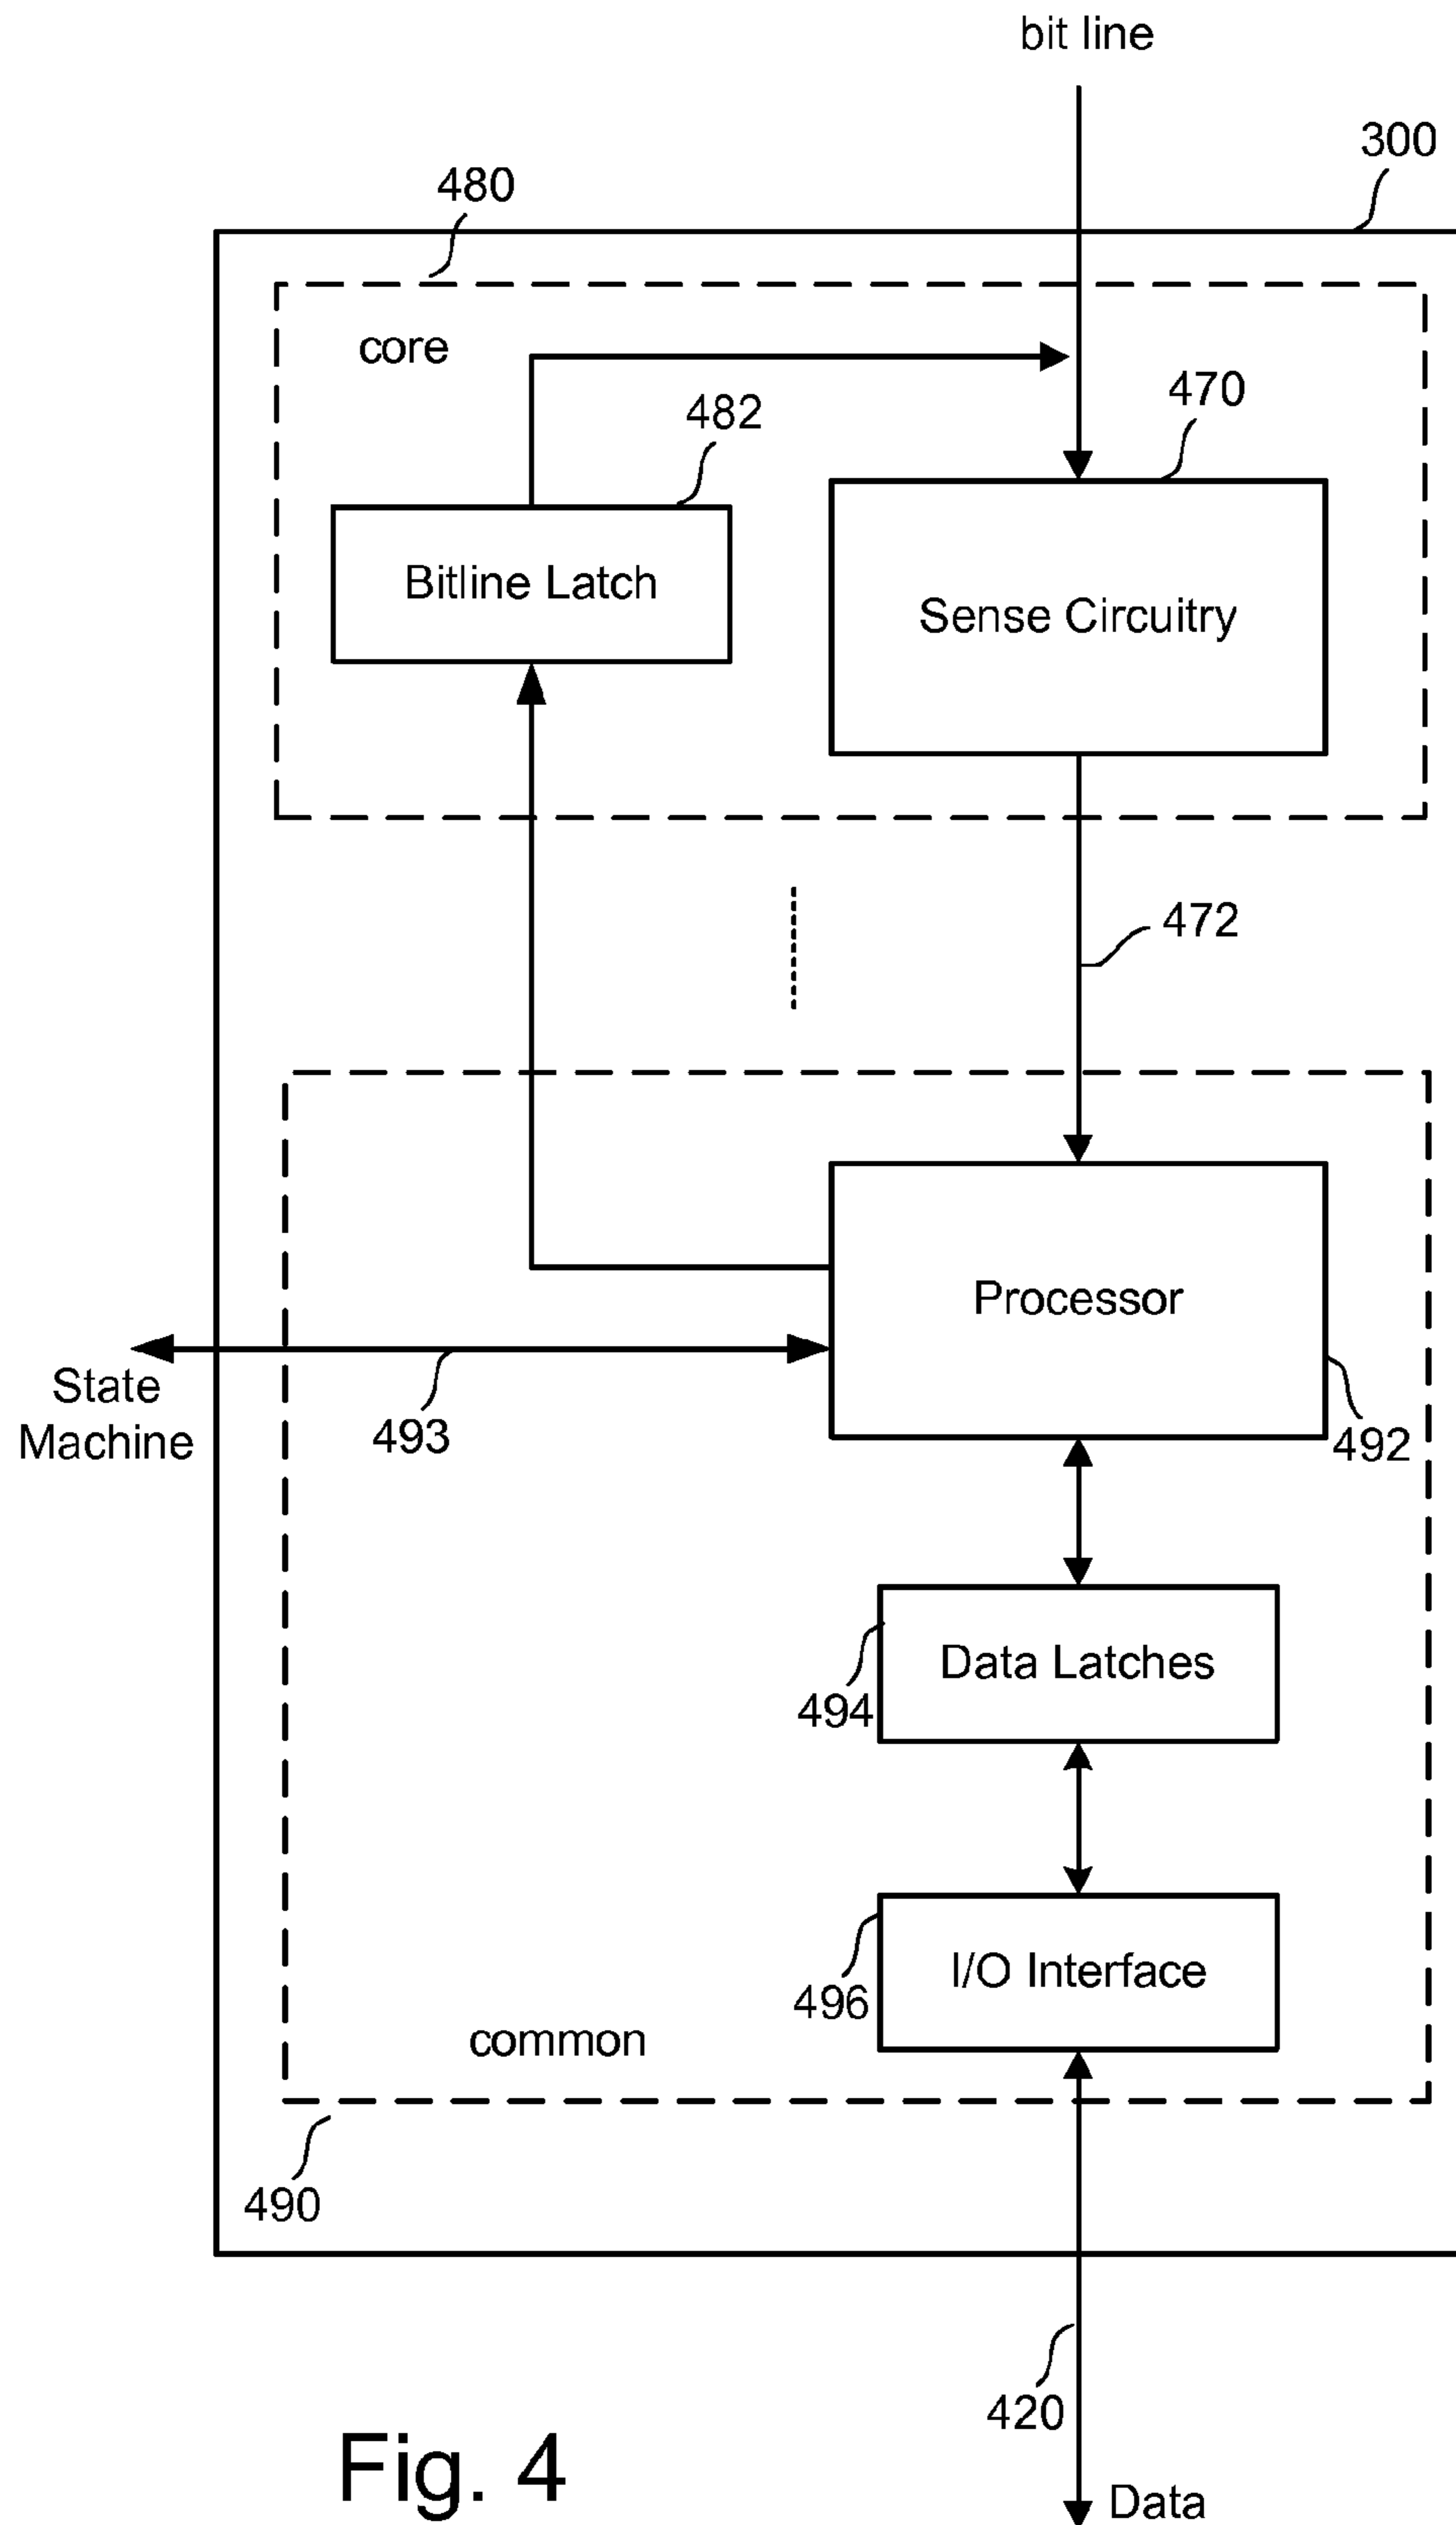 bit line
300
480
core
470
482
Bitline Latch
Sense Circuitry
472
Processor
State
Machine
493
492
Data Latches
494
I/O Interface
496
common
490
420
Fig. 4
Data